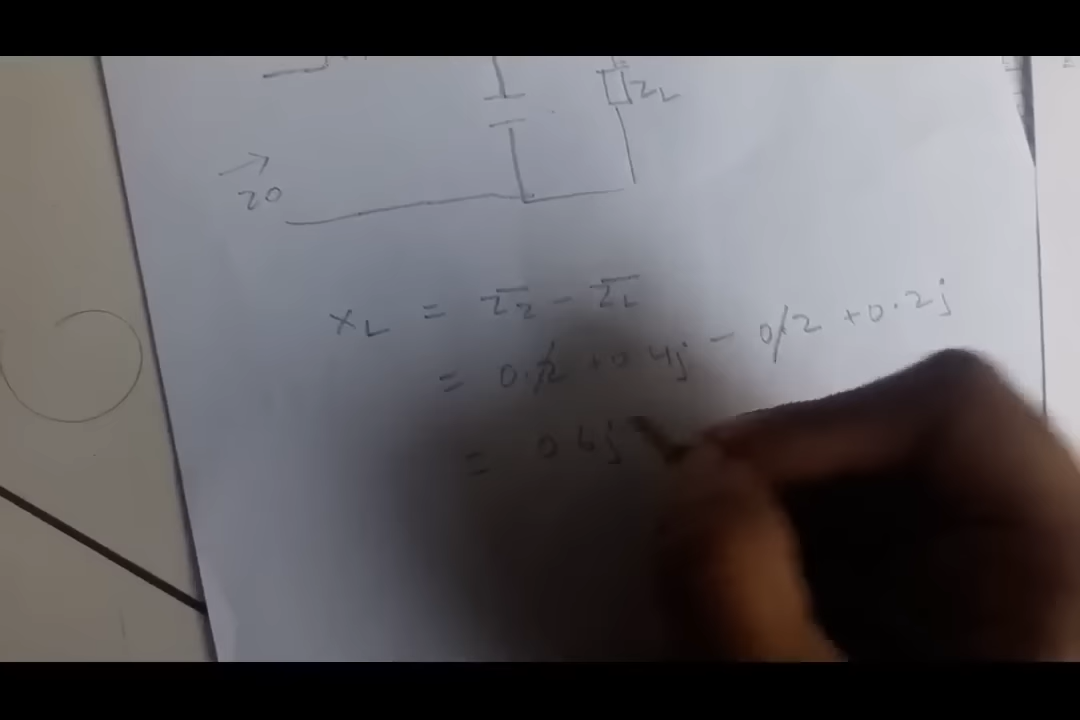 Z_L
Z0
X_L = Z̅_2 - Z̅_L
= 0.2 + 0.4j - 0.2 + 0.2j
= 0.6j